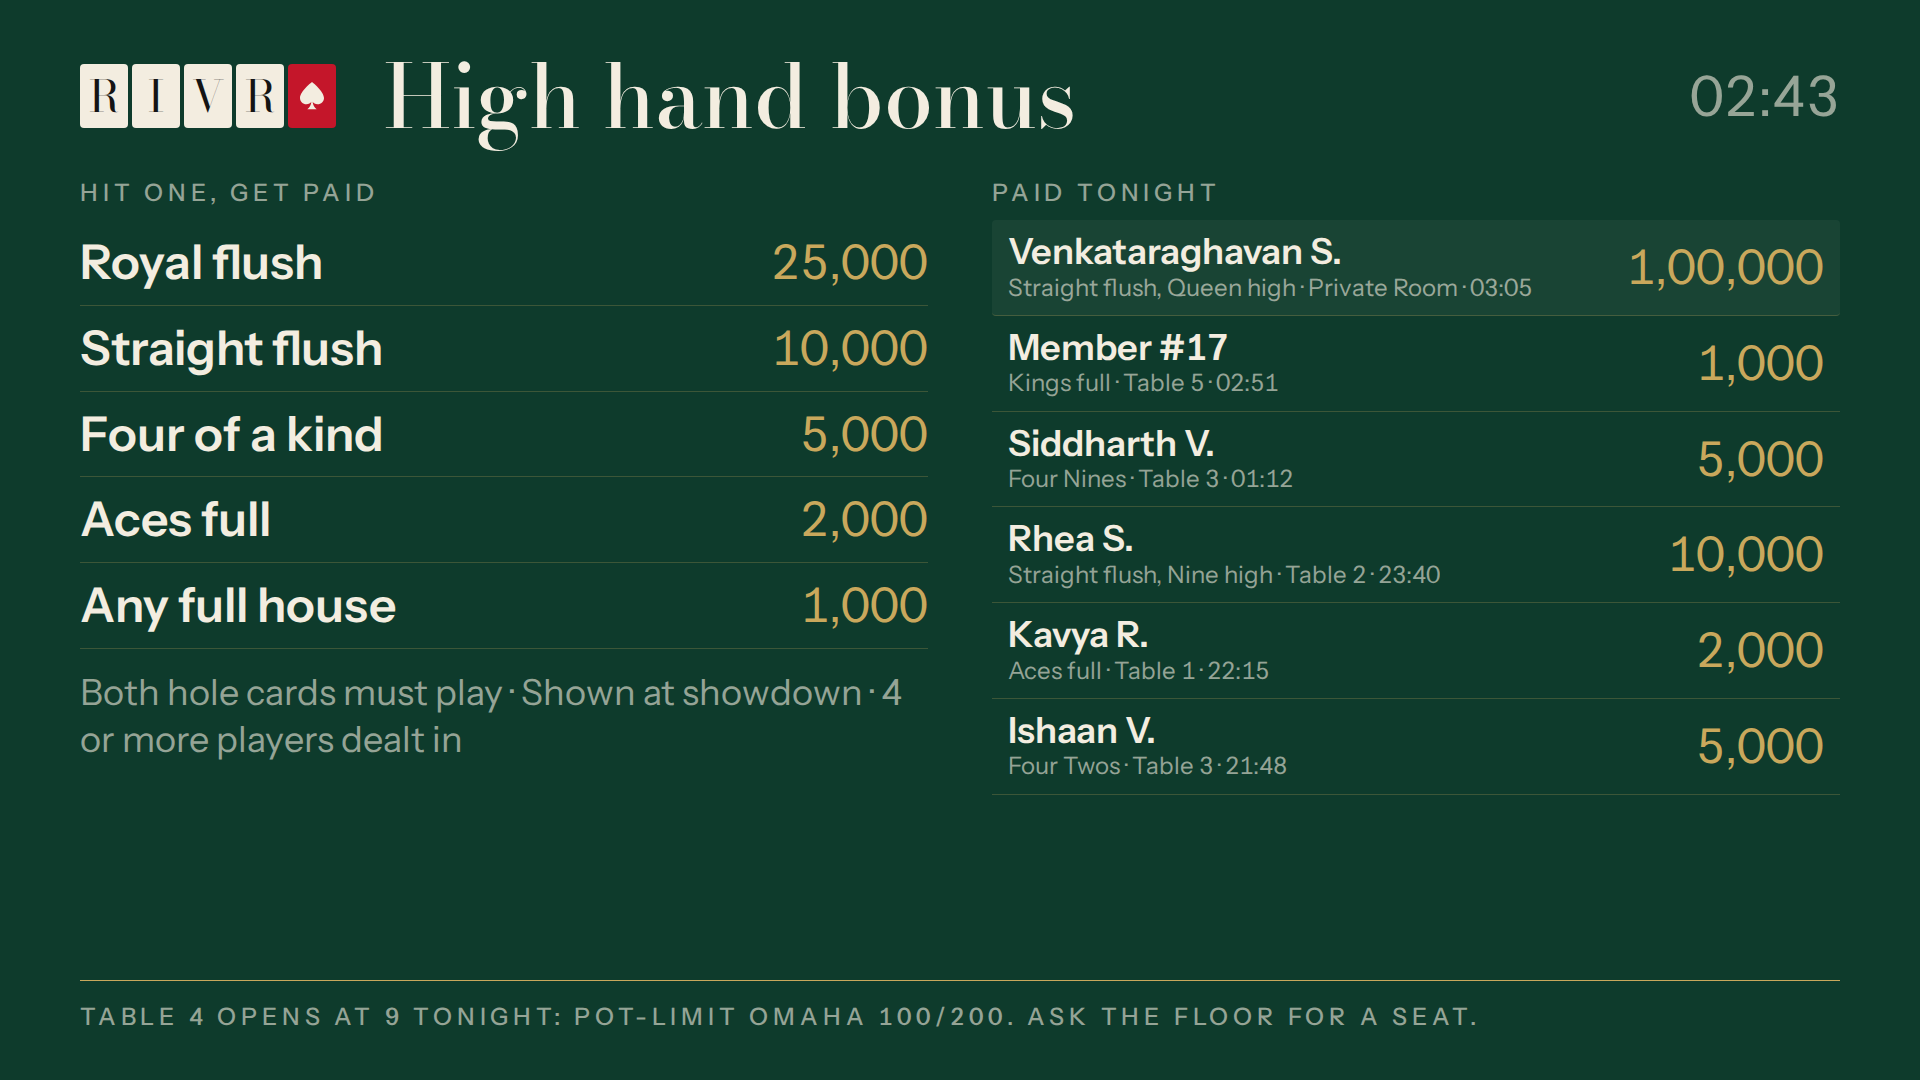 RIVR♠ High hand bonus 02:43
HIT ONE, GET PAID
Royal flush 25,000
Straight flush 10,000
Four of a kind 5,000
Aces full 2,000
Any full house 1,000
Both hole cards must play · Shown at showdown · 4
or more players dealt in
PAID TONIGHT
Venkataraghavan S. 1,00,000
Straight flush, Queen high · Private Room · 03:05
Member #17 1,000
Kings full · Table 5 · 02:51
Siddharth V. 5,000
Four Nines · Table 3 · 01:12
Rhea S. 10,000
Straight flush, Nine high · Table 2 · 23:40
Kavya R. 2,000
Aces full · Table 1 · 22:15
Ishaan V. 5,000
Four Twos · Table 3 · 21:48
TABLE 4 OPENS AT 9 TONIGHT: POT-LIMIT OMAHA 100/200. ASK THE FLOOR FOR A SEAT.